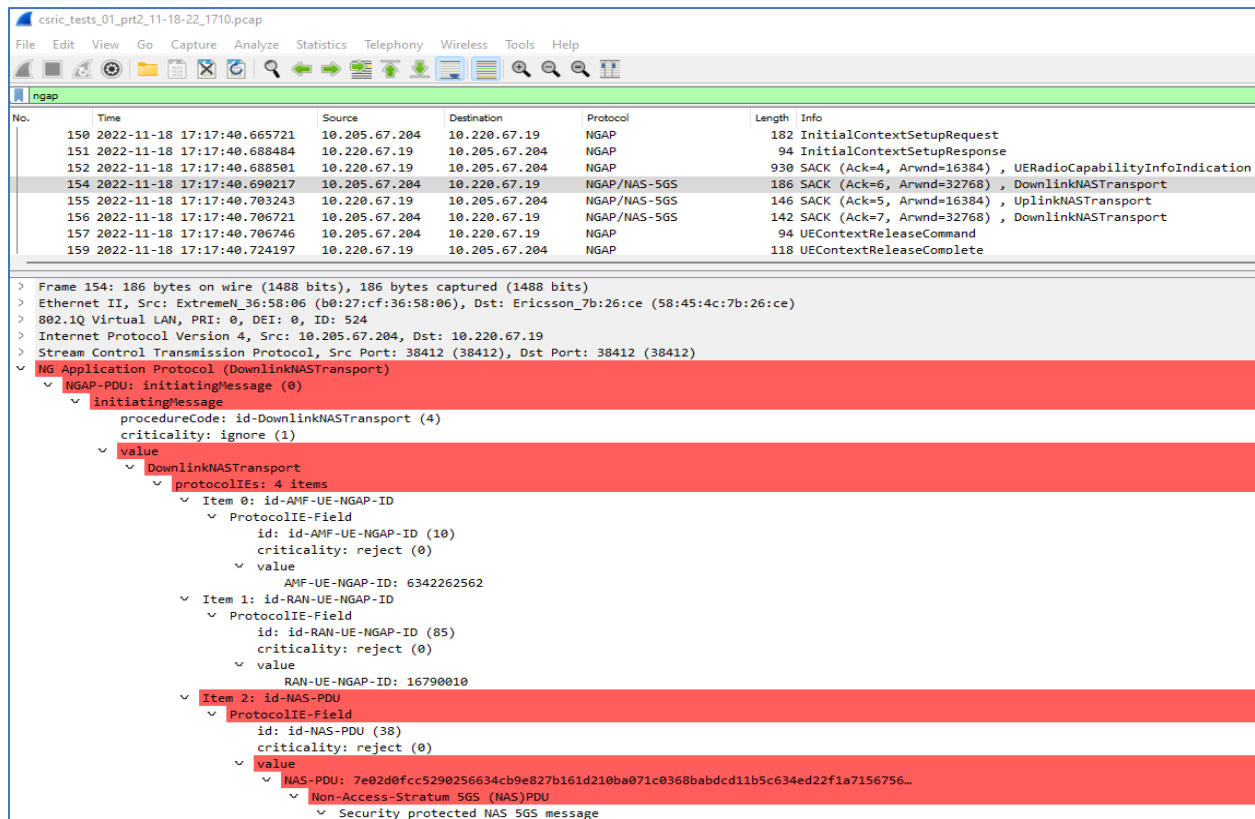 csric_tests_01_prt2_11-18-22_1710.pcap
File Edit View Go Capture Analyze Statistics Telephony Wireless Tools Help
ngap
No. Time Source Destination Protocol Length Info
150 2022-11-18 17:17:40.665721 10.205.67.204 10.220.67.19 NGAP 182 InitialContextSetupRequest
151 2022-11-18 17:17:40.688484 10.220.67.19 10.205.67.204 NGAP 94 InitialContextSetupResponse
152 2022-11-18 17:17:40.688501 10.220.67.19 10.205.67.204 NGAP 930 SACK (Ack=4, Arwnd=16384) , UERadioCapabilityInfoIndication
154 2022-11-18 17:17:40.690217 10.205.67.204 10.220.67.19 NGAP/NAS-5GS 186 SACK (Ack=6, Arwnd=32768) , DownlinkNASTransport
155 2022-11-18 17:17:40.703243 10.220.67.19 10.205.67.204 NGAP/NAS-5GS 146 SACK (Ack=5, Arwnd=16384) , UplinkNASTransport
156 2022-11-18 17:17:40.706721 10.205.67.204 10.220.67.19 NGAP/NAS-5GS 142 SACK (Ack=7, Arwnd=32768) , DownlinkNASTransport
157 2022-11-18 17:17:40.706746 10.205.67.204 10.220.67.19 NGAP 94 UEContextReleaseCommand
159 2022-11-18 17:17:40.724197 10.220.67.19 10.205.67.204 NGAP 118 UEContextReleaseComplete
Frame 154: 186 bytes on wire (1488 bits), 186 bytes captured (1488 bits)
Ethernet II, Src: ExtremeN_36:58:06 (b0:27:cf:36:58:06), Dst: Ericsson_7b:26:ce (58:45:4c:7b:26:ce)
802.1Q Virtual LAN, PRI: 0, DEI: 0, ID: 524
Internet Protocol Version 4, Src: 10.205.67.204, Dst: 10.220.67.19
Stream Control Transmission Protocol, Src Port: 38412 (38412), Dst Port: 38412 (38412)
NG Application Protocol (DownlinkNASTransport)
NGAP-PDU: initiatingMessage (0)
initiatingMessage
procedureCode: id-DownlinkNASTransport (4)
criticality: ignore (1)
value
DownlinkNASTransport
protocolIEs: 4 items
Item 0: id-AMF-UE-NGAP-ID
ProtocolIE-Field
id: id-AMF-UE-NGAP-ID (10)
criticality: reject (0)
value
AMF-UE-NGAP-ID: 6342262562
Item 1: id-RAN-UE-NGAP-ID
ProtocolIE-Field
id: id-RAN-UE-NGAP-ID (85)
criticality: reject (0)
value
RAN-UE-NGAP-ID: 16790010
Item 2: id-NAS-PDU
ProtocolIE-Field
id: id-NAS-PDU (38)
criticality: reject (0)
value
NAS-PDU: 7e02d0fcc5290256634cb9e827b161d210ba071c0368babdcd11b5c634ed22f1a7156756…
Non-Access-Stratum 5GS (NAS)PDU
Security protected NAS 5GS message